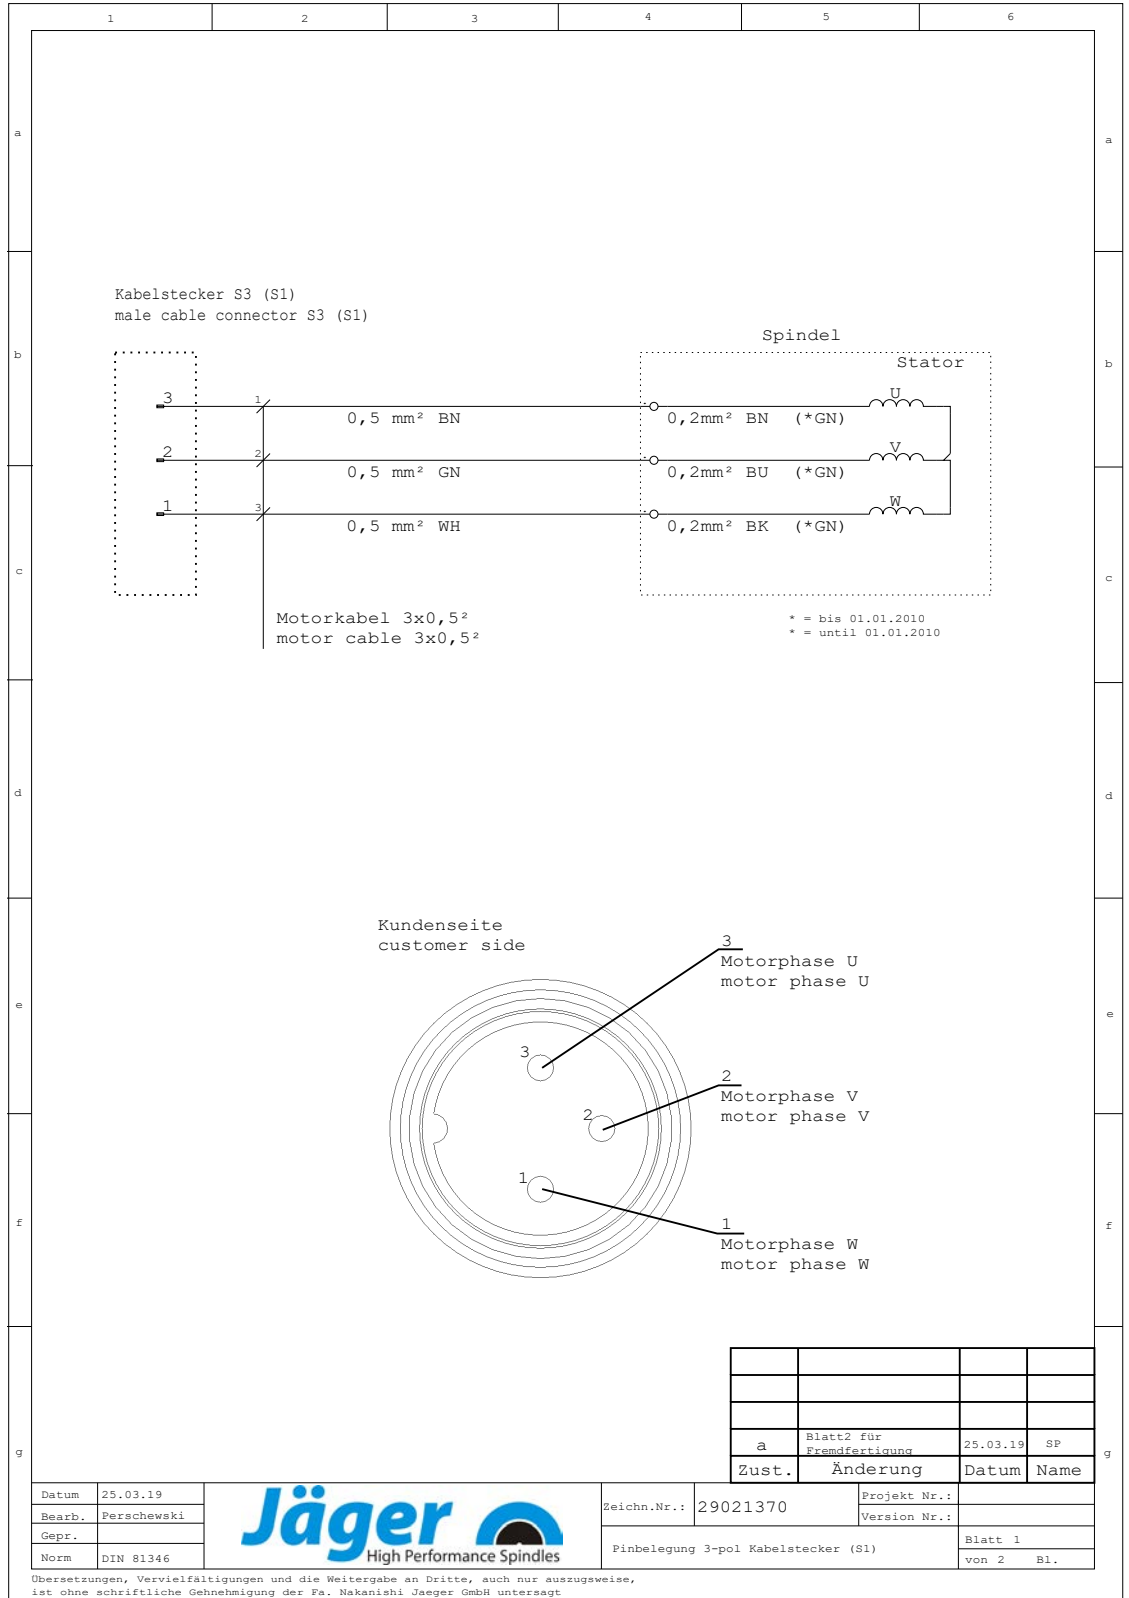 1 2 3 4 5 6
a a
Kabelstecker S3 (S1)
male cable connector S3 (S1)
Spindel
b b
Stator
3 1 U
0,5 mm² BN 0,2mm² BN (*GN)
2 2 V
0,5 mm² GN 0,2mm² BU (*GN)
1 3 W
0,5 mm² WH 0,2mm² BK (*GN)
c c
Motorkabel 3x0,5²
motor cable 3x0,5²
* = bis 01.01.2010
* = until 01.01.2010
d d
Kundenseite
customer side
3
Motorphase U
motor phase U
e e
3
2
Motorphase V
motor phase V
2
1
1
Motorphase W
motor phase W
f f
g g
a Blatt2 für Fremdfertigung 25.03.19 SP
Zust. Änderung Datum Name
Datum 25.03.19
Bearb. Perschewski
Gepr.
Norm DIN 81346
Jäger
High Performance Spindles
Zeichn.Nr.: 29021370
Projekt Nr.:
Version Nr.:
Pinbelegung 3-pol Kabelstecker (S1)
Blatt 1
von 2 Bl.
Übersetzungen, Vervielfältigungen und die Weitergabe an Dritte, auch nur auszugsweise,
ist ohne schriftliche Gehnehmigung der Fa. Nakanishi Jaeger GmbH untersagt